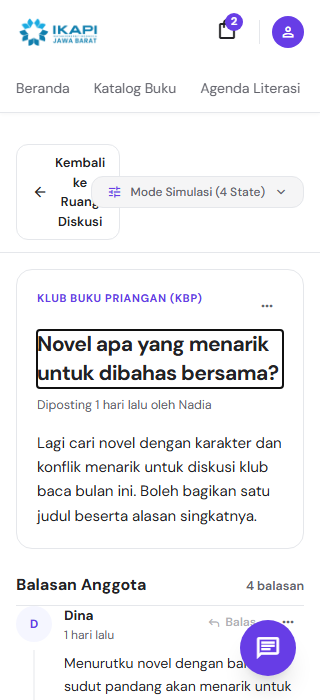 IKAPI
JAWA BARAT
2
Beranda Katalog Buku Agenda Literasi
Kembali
ke
Ruang
Diskusi
Mode Simulasi (4 State)
KLUB BUKU PRIANGAN (KBP)
Novel apa yang menarik
untuk dibahas bersama?
Diposting 1 hari lalu oleh Nadia
Lagi cari novel dengan karakter dan
konflik menarik untuk diskusi klub
baca bulan ini. Boleh bagikan satu
judul beserta alasan singkatnya.
Balasan Anggota 4 balasan
D Dina
1 hari lalu
Balas
Menurutku novel dengan
sudut pandang akan menarik untuk